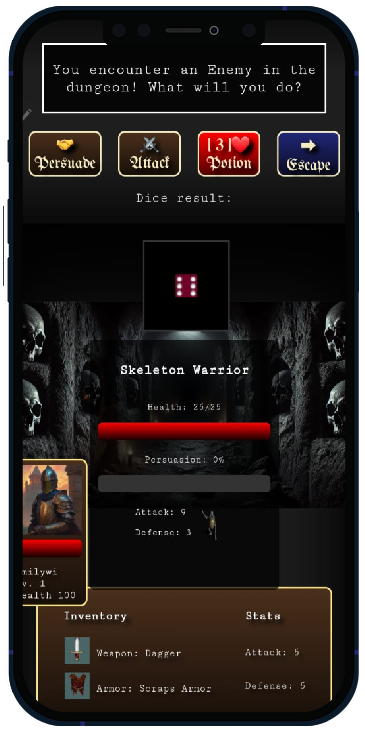 You encounter an Enemy in the
dungeon! What will you do?
Persuade
Attack
[3]
Potion
Escape
Dice result:
Skeleton Warrior
Health: 25/25
Persuasion: 0%
Attack: 9
Defense: 3
milywi
v. 1
ealth 100
Inventory
Stats
Weapon: Dagger
Attack: 5
Armor: Scraps Armor
Defense: 5